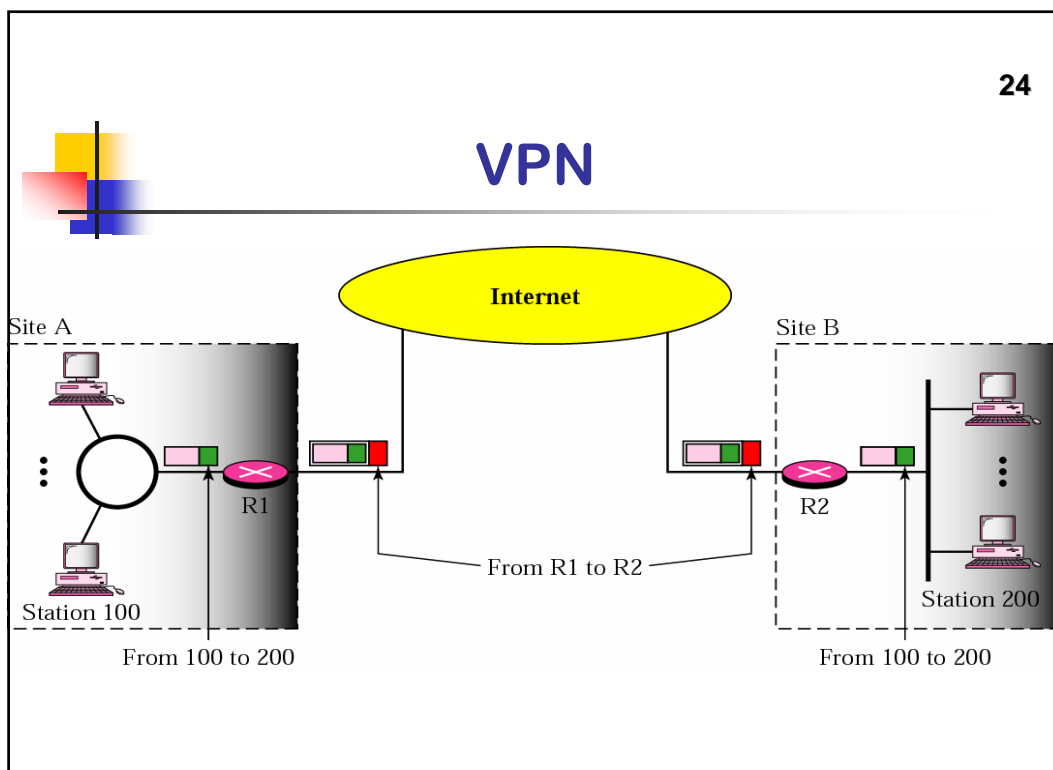 24
VPN
Internet
Site A
Site B
R1
R2
From R1 to R2
Station 100
Station 200
From 100 to 200
From 100 to 200